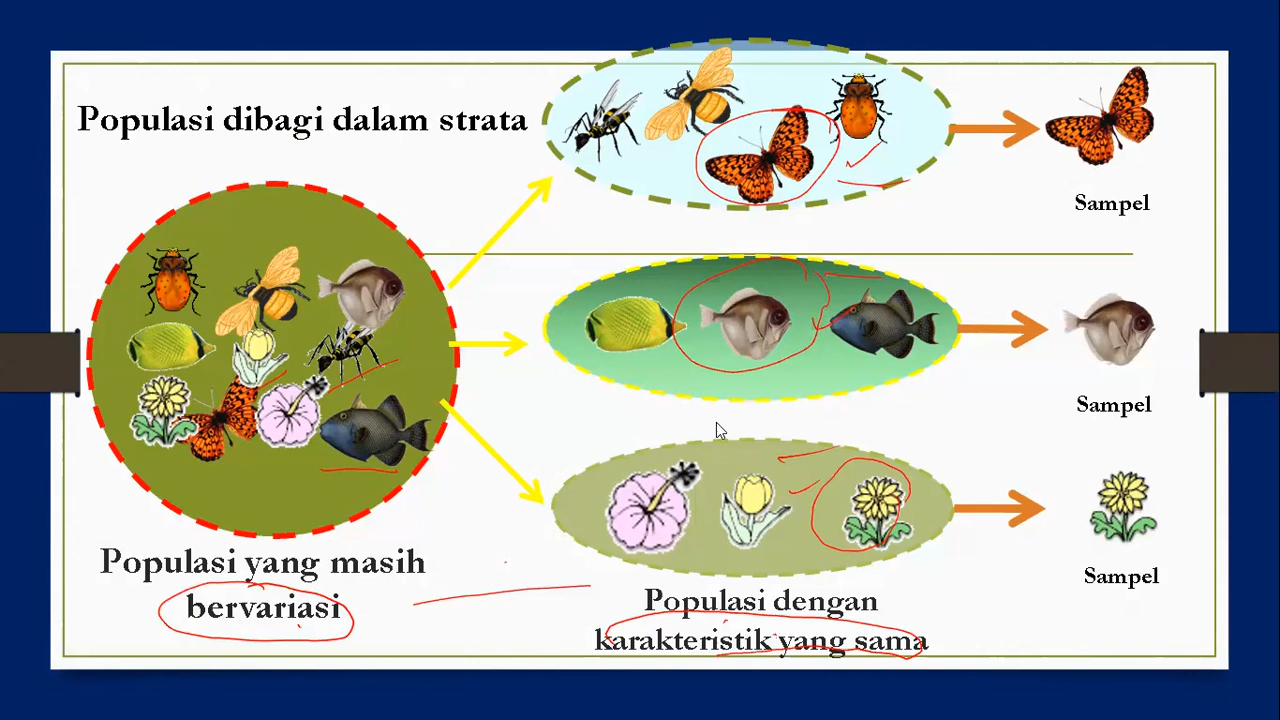 Populasi dibagi dalam strata
Sampel
Sampel
Sampel
Populasi yang masih
bervariasi
Populasi dengan
karakteristik yang sama